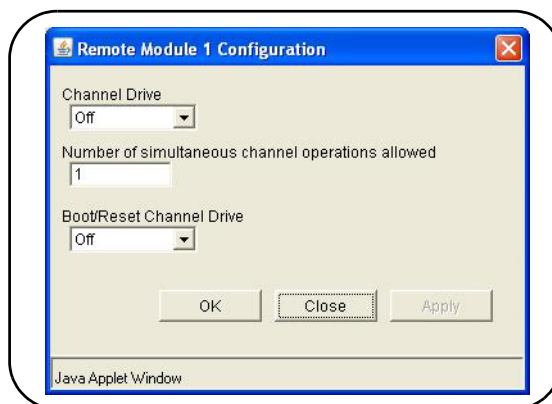 Remote Module 1 Configuration
Channel Drive
Off
Number of simultaneous channel operations allowed
1
Boot/Reset Channel Drive
Off
OK Close Apply
Java Applet Window